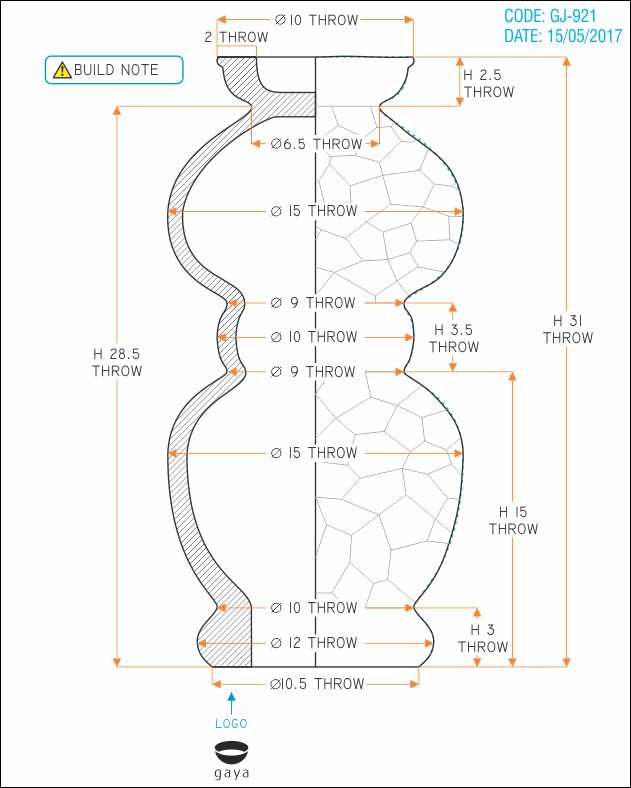 CODE: GJ-921
DATE: 15/05/2017
Ø 10 THROW
2 THROW
BUILD NOTE
H 2.5
THROW
Ø6.5 THROW
Ø 15 THROW
Ø 9 THROW
Ø 10 THROW
H 3.5
THROW
H 31
THROW
H 28.5
THROW
Ø 9 THROW
Ø 15 THROW
H 15
THROW
Ø 10 THROW
H 3
THROW
Ø 12 THROW
Ø10.5 THROW
LOGO
gaya